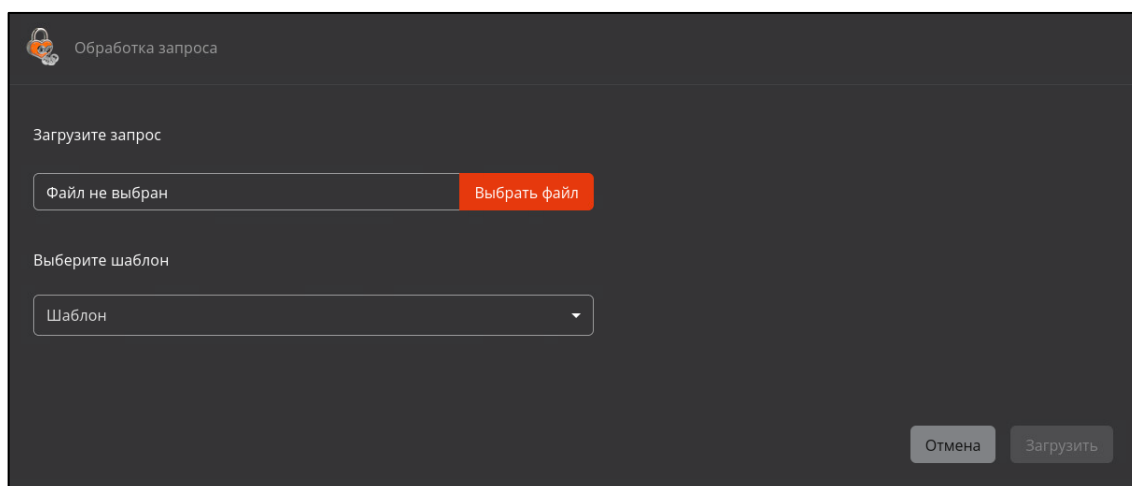 Обработка запроса
Загрузите запрос
Файл не выбран Выбрать файл
Выберите шаблон
Шаблон
Отмена Загрузить